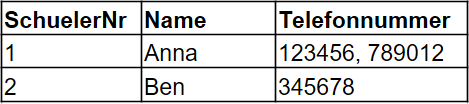 SchuelerNr Name Telefonnummer
1 Anna 123456, 789012
2 Ben 345678